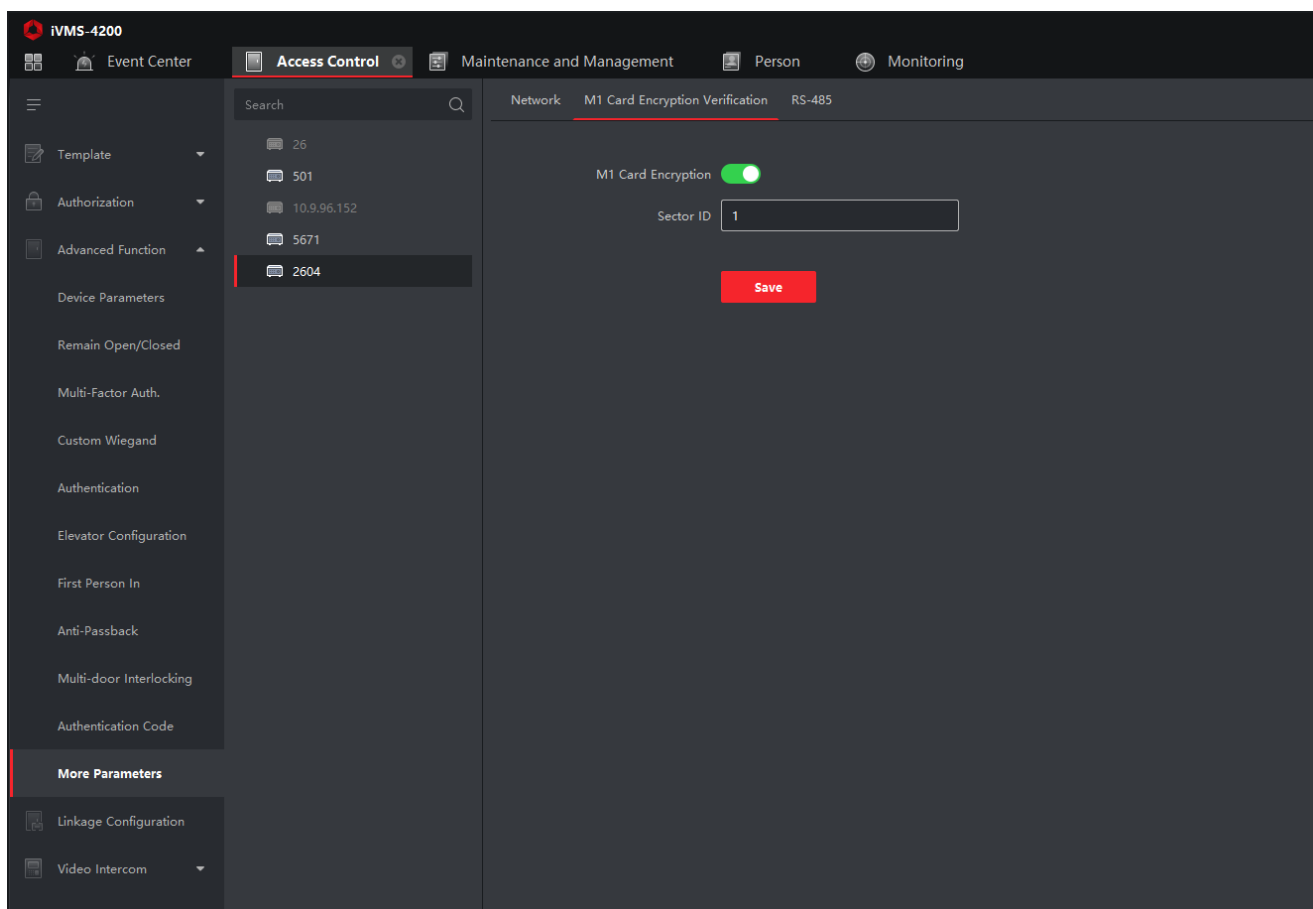 iVMS-4200
Event Center
Access Control
Maintenance and Management
Person
Monitoring
Template
Authorization
Advanced Function
Device Parameters
Remain Open/Closed
Multi-Factor Auth.
Custom Wiegand
Authentication
Elevator Configuration
First Person In
Anti-Passback
Multi-door Interlocking
Authentication Code
More Parameters
Linkage Configuration
Video Intercom
Search
26
501
10.9.96.152
5671
2604
Network
M1 Card Encryption Verification
RS-485
M1 Card Encryption
Sector ID
1
Save